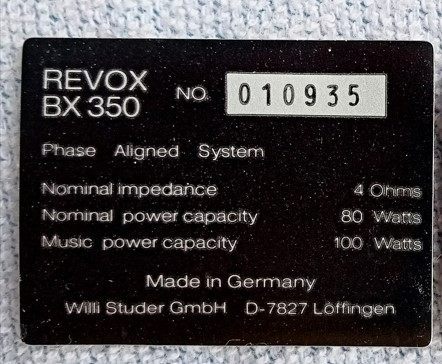 REVOX
BX 350 NO. 010935
Phase Aligned System
Nominal impedance 4 Ohms
Nominal power capacity 80 Watts
Music power capacity 100 Watts
Made in Germany
Willi Studer GmbH D-7827 Löffingen